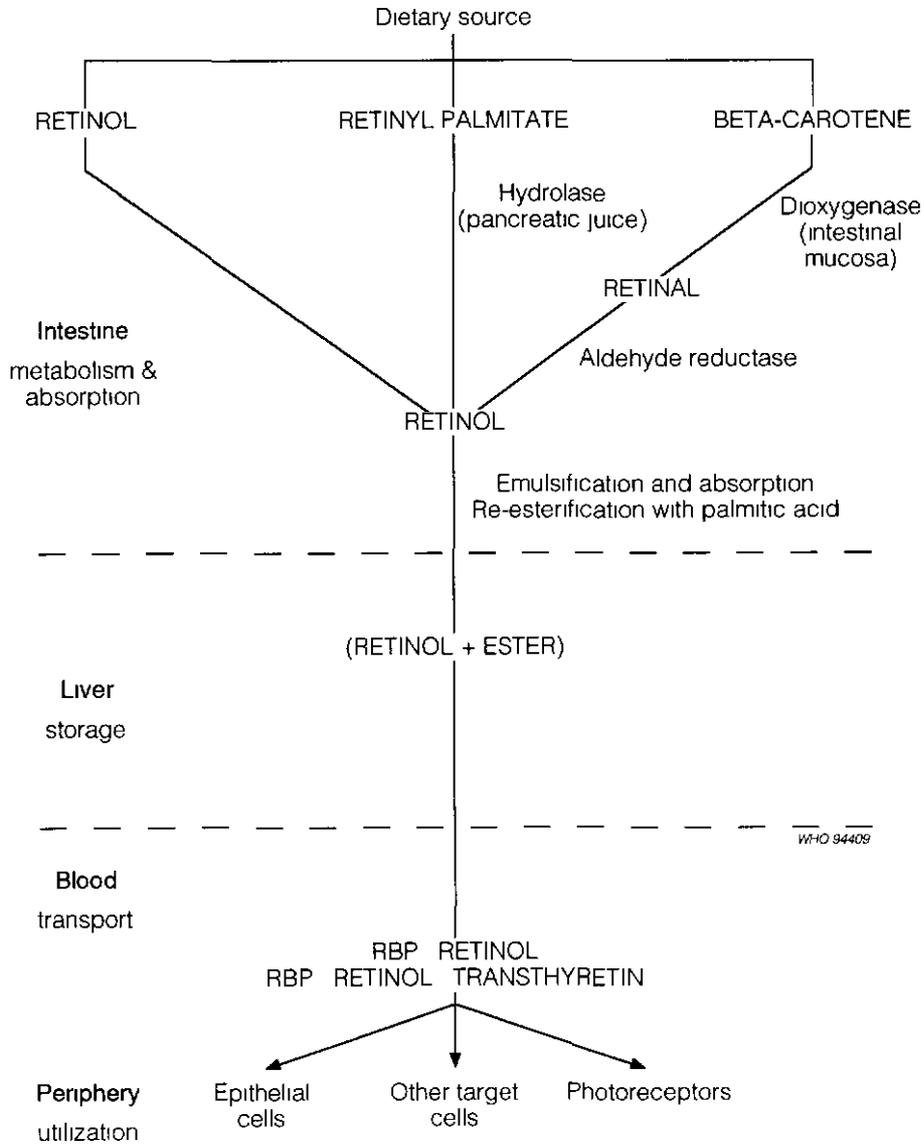 Dietary source
RETINOL
RETINYL PALMITATE
BETA-CAROTENE
Hydrolase
(pancreatic juice)
Dioxygenase
(intestinal
mucosa)
RETINAL
Intestine
metabolism &
absorption
Aldehyde reductase
RETINOL
Emulsification and absorption
Re-esterification with palmitic acid
(RETINOL + ESTER)
Liver
storage
WHO 94409
Blood
transport
RBP RETINOL
RBP RETINOL TRANSTHYRETIN
Periphery
utilization
Epithelial
cells
Other target
cells
Photoreceptors